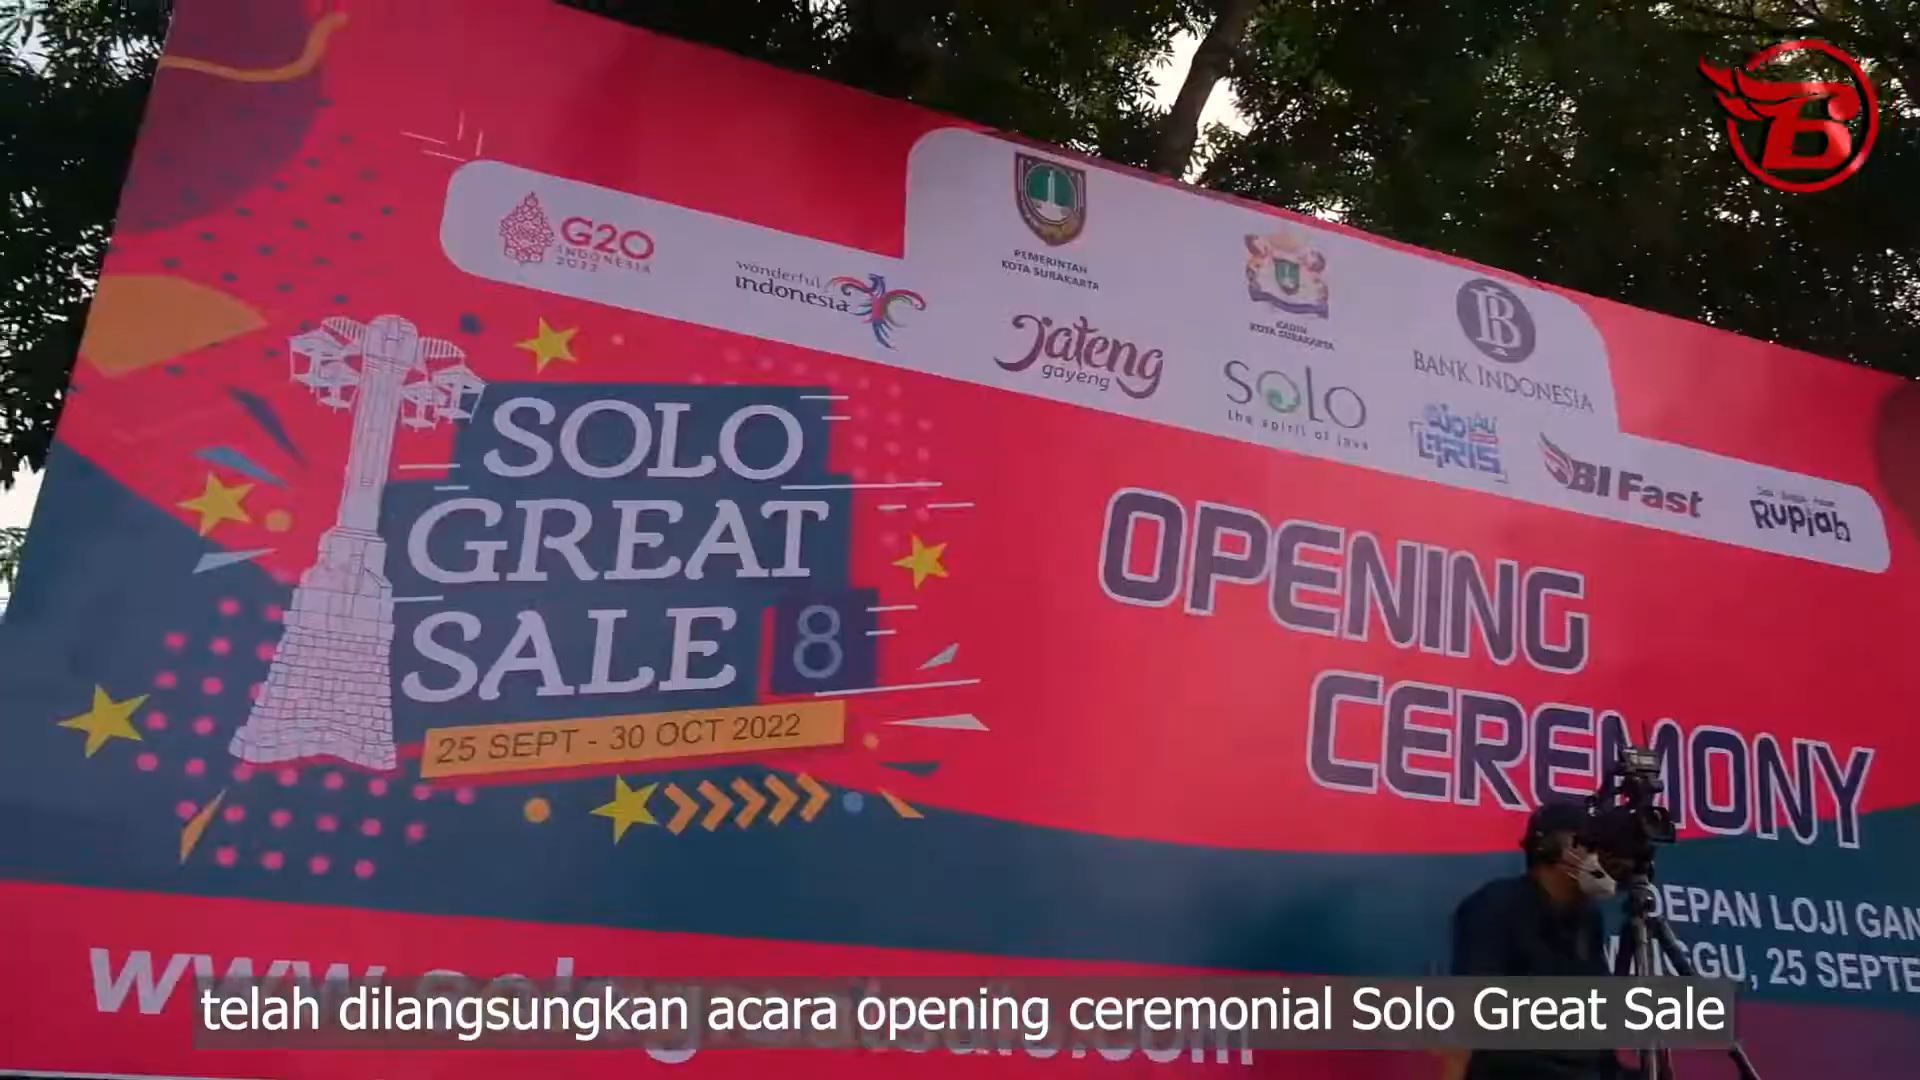 G20
INDONESIA
2022
wonderful
indonesia
PEMERINTAH
KOTA SURAKARTA
KADIN
KOTA SURAKARTA
BANK INDONESIA
Jateng
gayeng
SOLO
the spirit of java
BI Fast
Rupiah
SOLO
GREAT
SALE 8
25 SEPT - 30 OCT 2022
OPENING
CEREMONY
DEPAN LOJI GAN
25 SEPTE
telah dilangsungkan acara opening ceremonial Solo Great Sale